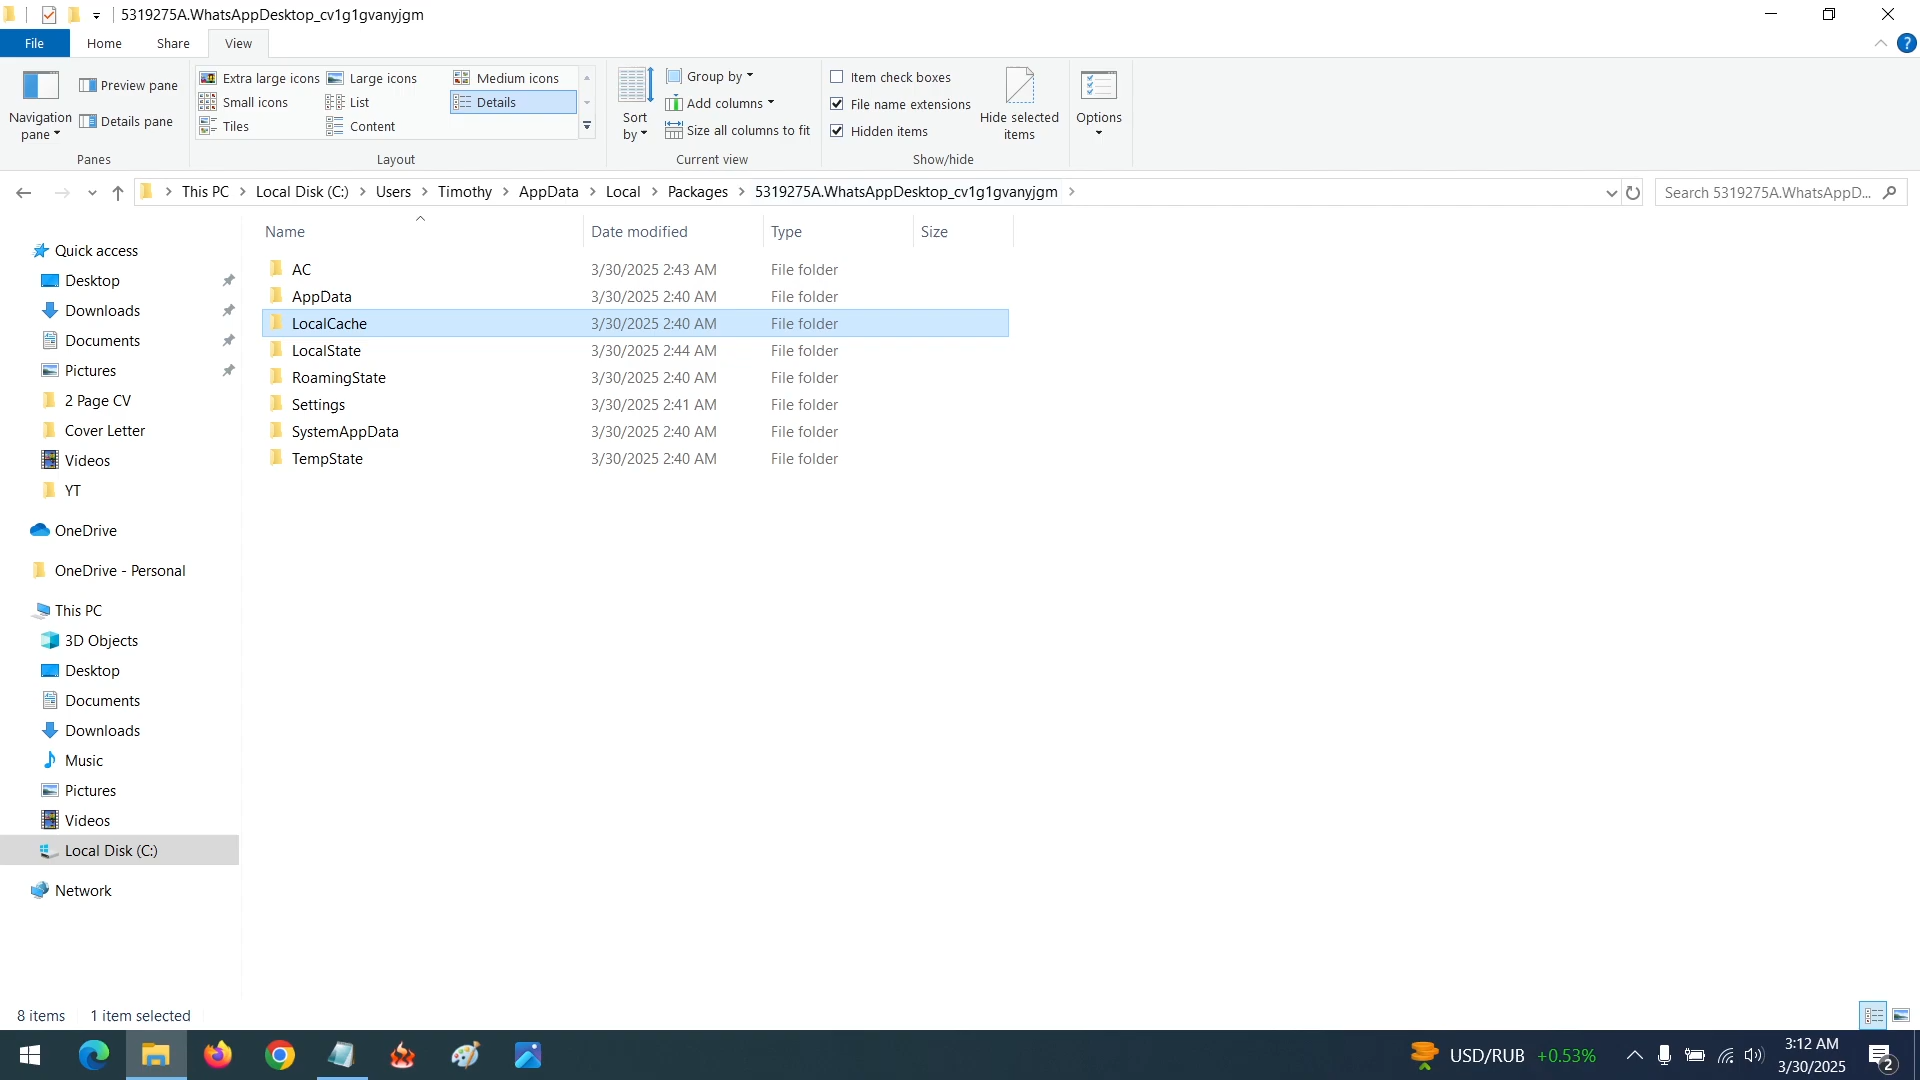 5319275A.WhatsAppDesktop_cv1g1gvanyjgm
File
Home
Share
View
Navigation pane
Preview pane
Details pane
Panes
Extra large icons
Large icons
Medium icons
Small icons
List
Details
Tiles
Content
Layout
Sort by
Group by
Add columns
Size all columns to fit
Current view
Item check boxes
File name extensions
Hidden items
Hide selected items
Show/hide
Options
This PC > Local Disk (C:) > Users > Timothy > AppData > Local > Packages > 5319275A.WhatsAppDesktop_cv1g1gvanyjgm >
Search 5319275A.WhatsAppD...
Quick access
Desktop
Downloads
Documents
Pictures
2 Page CV
Cover Letter
Videos
YT
OneDrive
OneDrive - Personal
This PC
3D Objects
Desktop
Documents
Downloads
Music
Pictures
Videos
Local Disk (C:)
Network
Name Date modified Type Size
AC 3/30/2025 2:43 AM File folder
AppData 3/30/2025 2:40 AM File folder
LocalCache 3/30/2025 2:40 AM File folder
LocalState 3/30/2025 2:44 AM File folder
RoamingState 3/30/2025 2:40 AM File folder
Settings 3/30/2025 2:41 AM File folder
SystemAppData 3/30/2025 2:40 AM File folder
TempState 3/30/2025 2:40 AM File folder
8 items 1 item selected
USD/RUB +0.53%
3:12 AM
3/30/2025
2